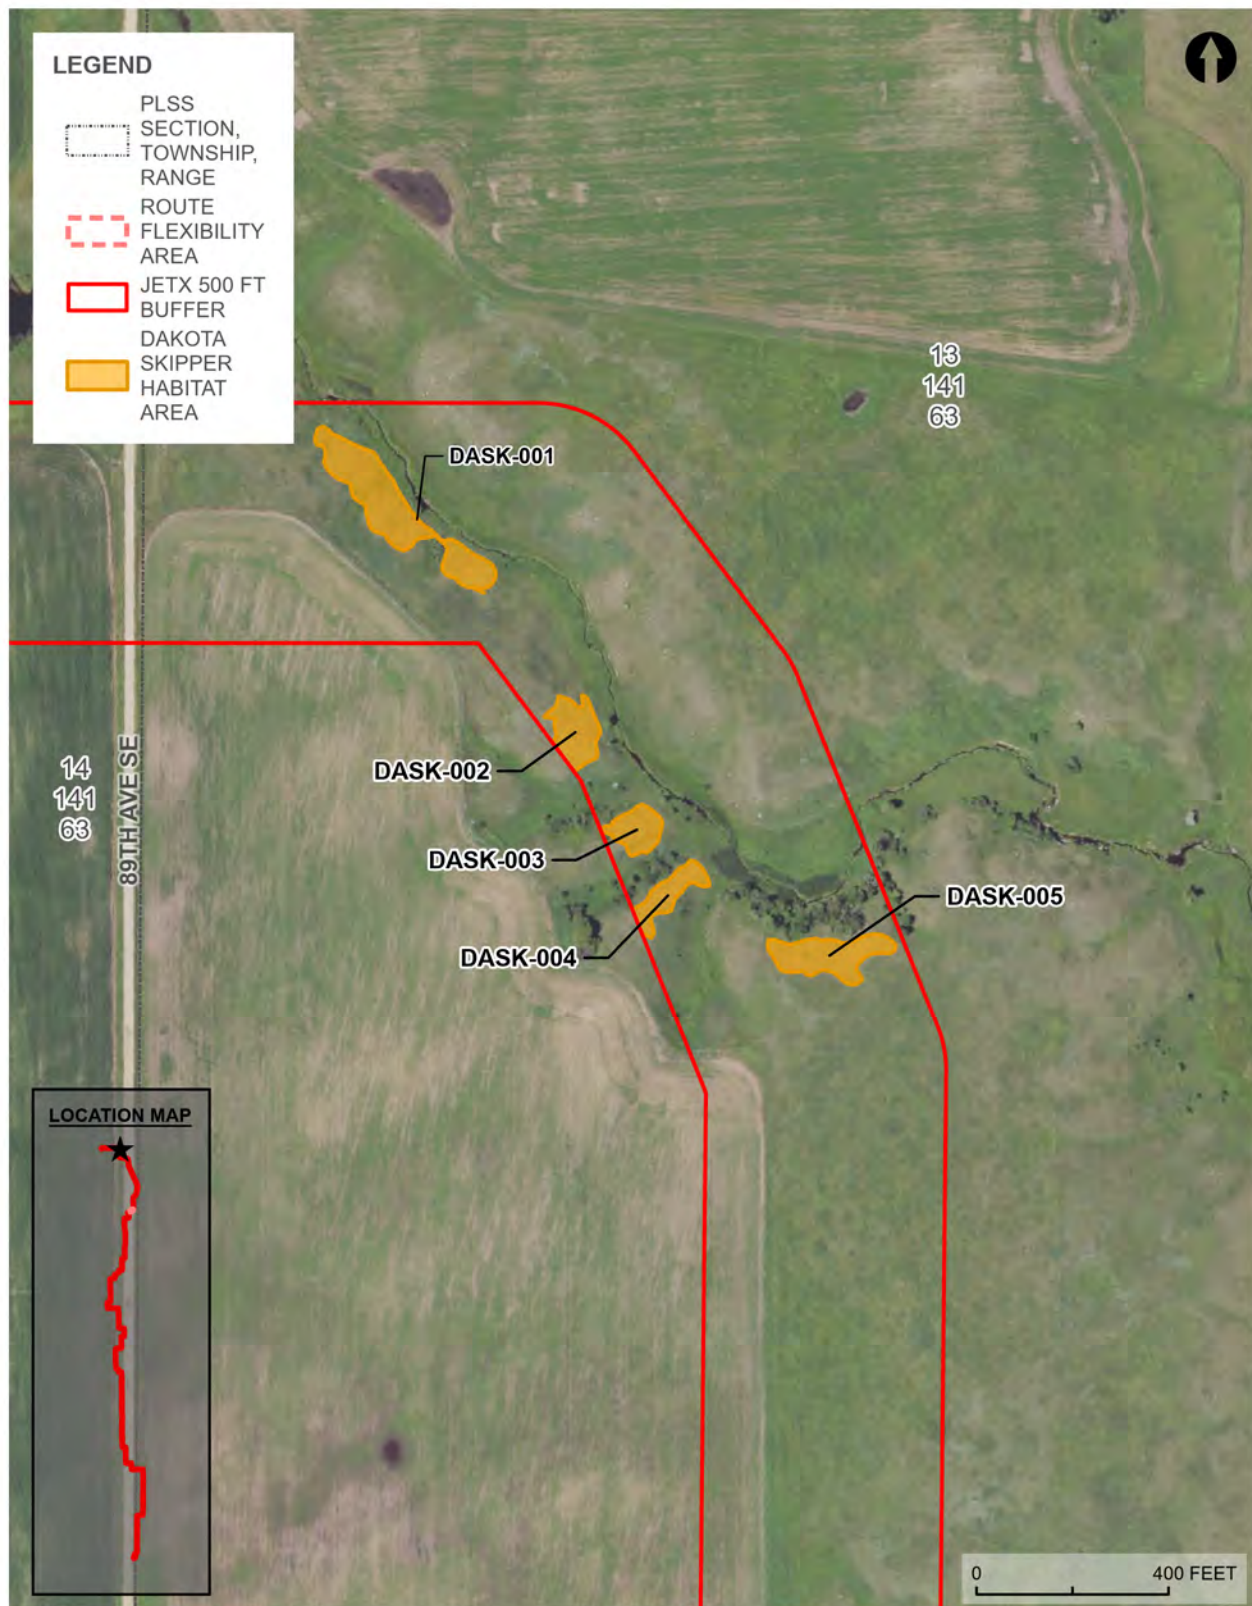 LEGEND
PLSS
SECTION,
TOWNSHIP,
RANGE
ROUTE
FLEXIBILITY
AREA
JETX 500 FT
BUFFER
DAKOTA
SKIPPER
HABITAT
AREA
13
141
63
DASK-001
DASK-002
14
141
63
89TH AVE SE
DASK-003
DASK-005
DASK-004
LOCATION MAP
0 400 FEET